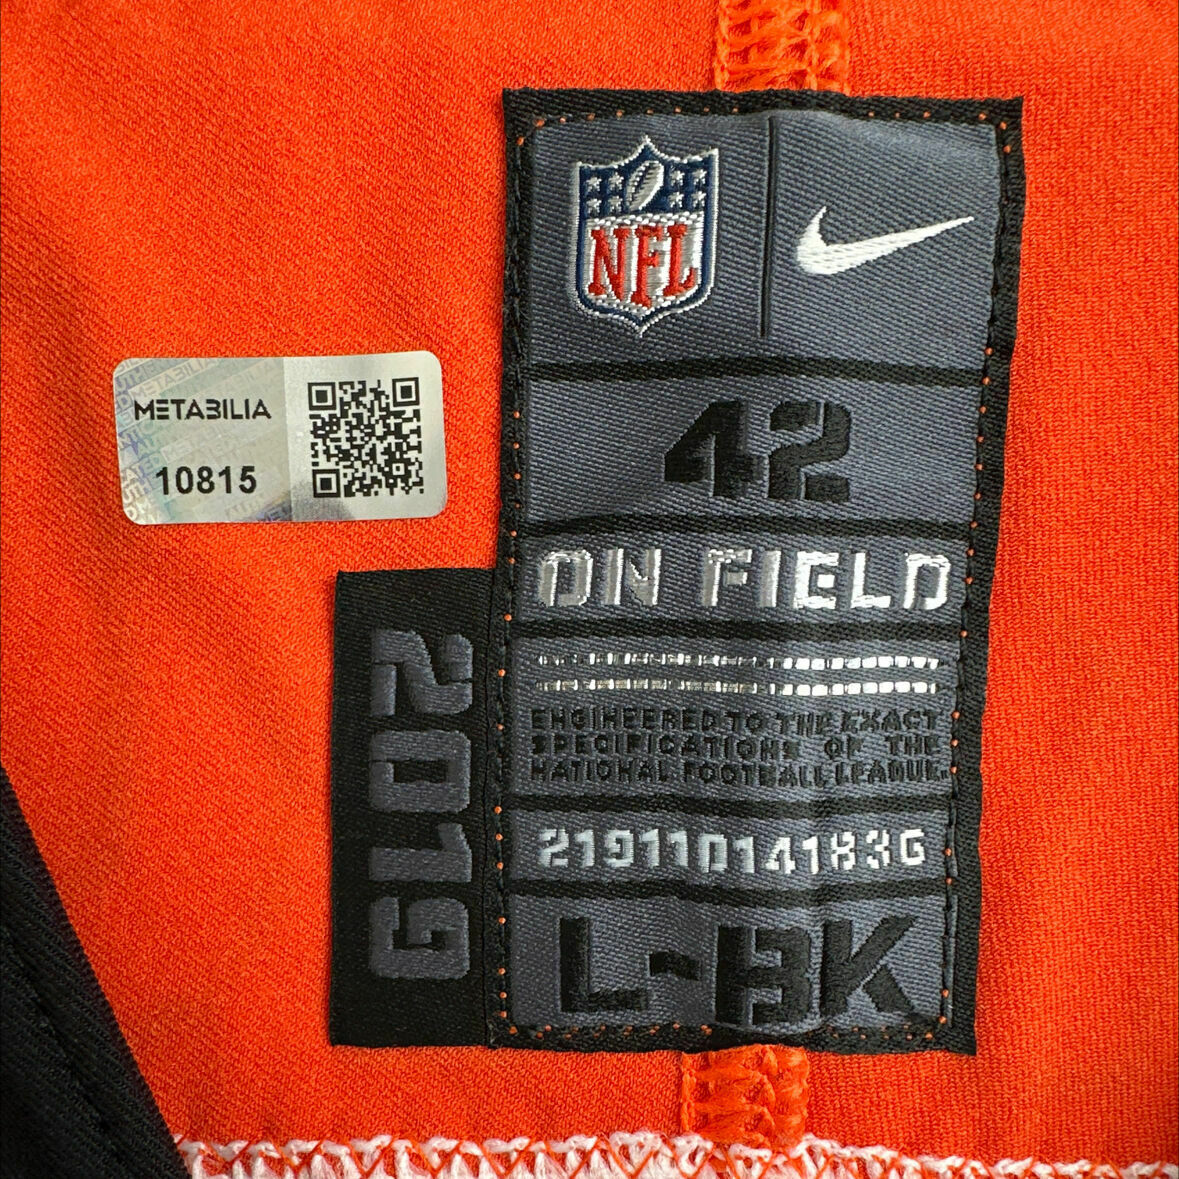 NFL
METABILIA
10815
42
ON FIELD
ENGINEERED TO THE EXACT
SPECIFICATIONS OF THE
NATIONAL FOOTBALL LEAGUE.
21911014183G
L-BK
2019